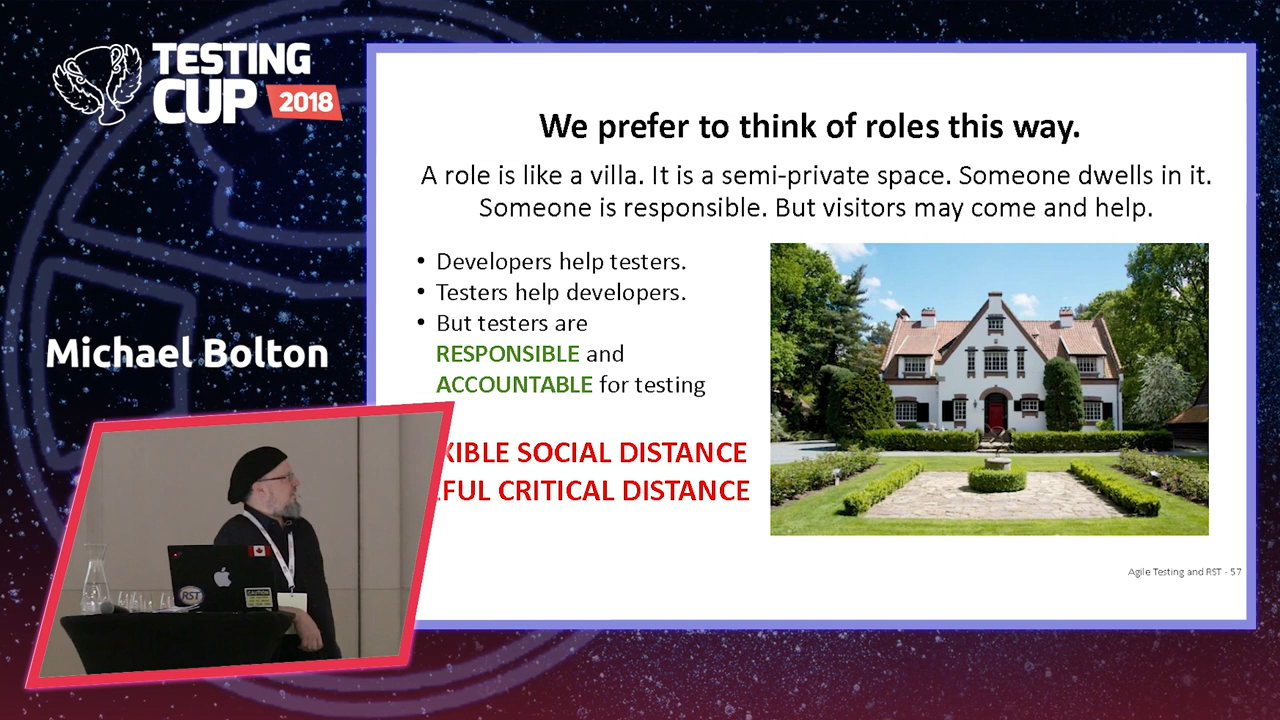 TESTING
CUP
2018
We prefer to think of roles this way.
A role is like a villa. It is a semi-private space. Someone dwells in it.
Someone is responsible. But visitors may come and help.
• Developers help testers.
• Testers help developers.
• But testers are
RESPONSIBLE and
ACCOUNTABLE for testing
Michael Bolton
SOCIAL DISTANCE
CRITICAL DISTANCE
RST
CAUTION
Agile Testing and RST - 57